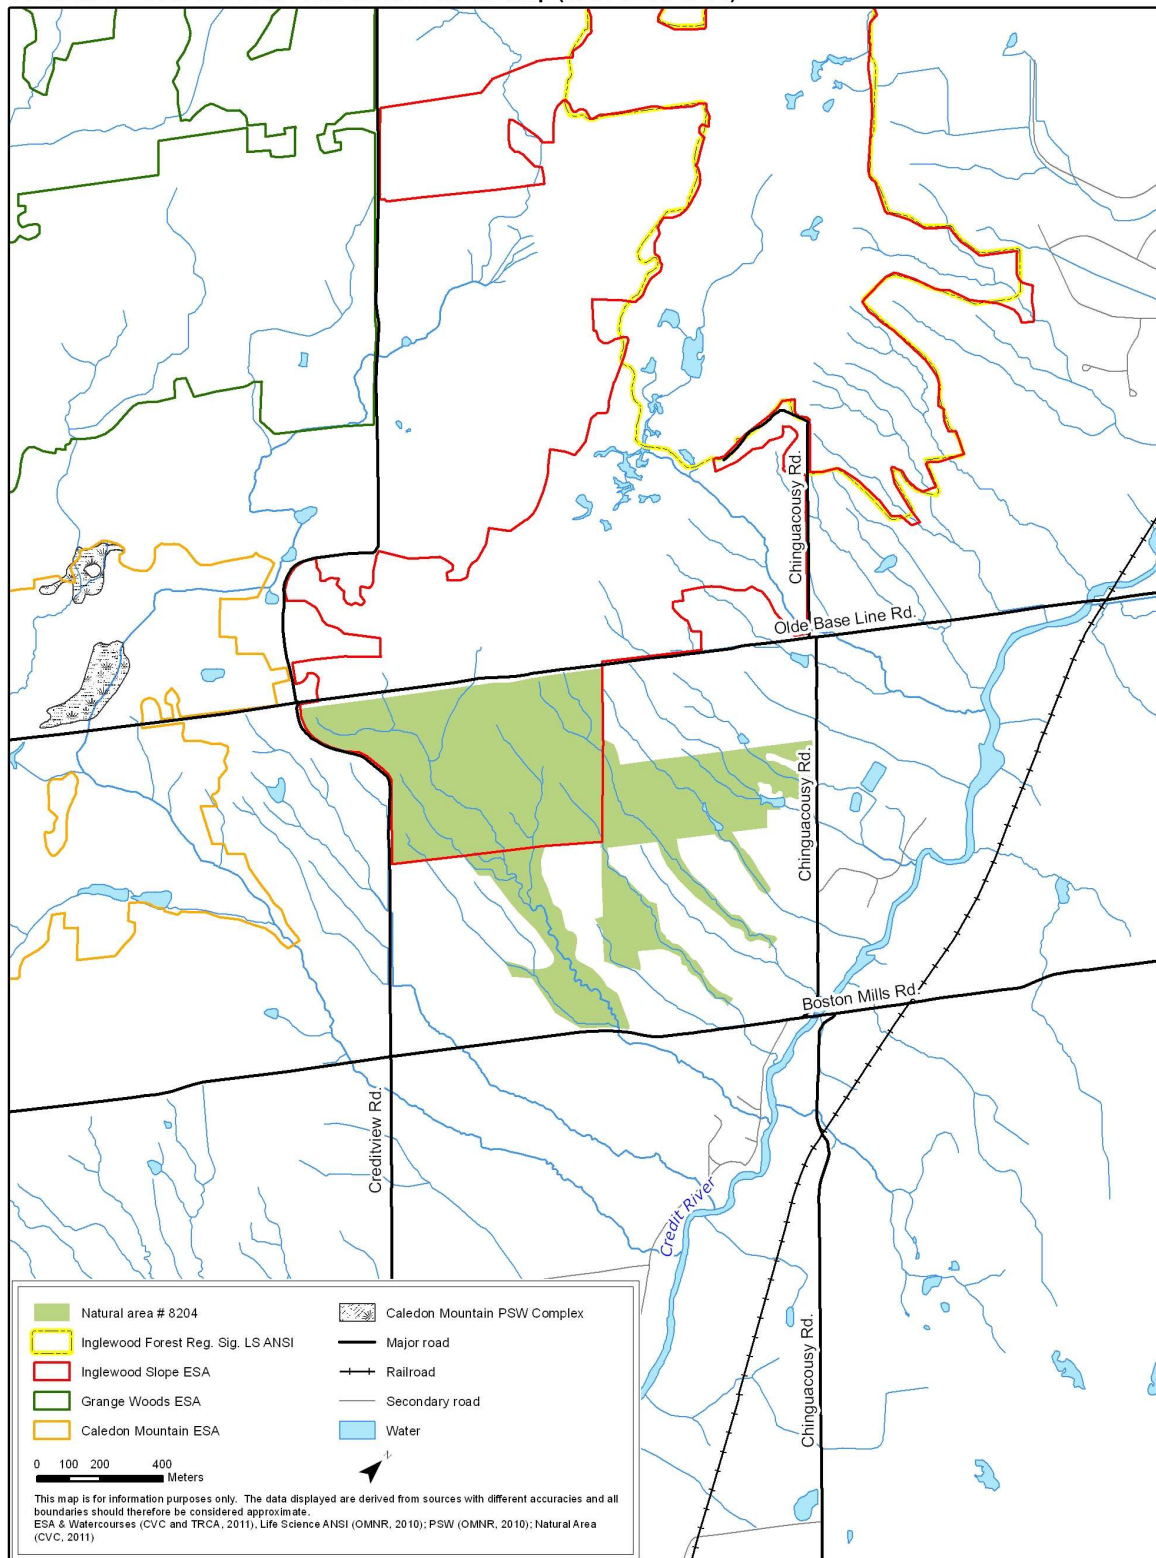 Chinguacousy Rd.
Olde Base Line Rd.
Chinguacousy Rd.
Boston Mills Rd.
Creditview Rd.
Credit River
Chinguacousy Rd.
Natural area # 8204
Inglewood Forest Reg. Sig. LS ANSI
Inglewood Slope ESA
Grange Woods ESA
Caledon Mountain ESA
Caledon Mountain PSW Complex
Major road
Railroad
Secondary road
Water
N
0 100 200 400
Meters
This map is for information purposes only. The data displayed are derived from sources with different accuracies and all
boundaries should therefore be considered approximate.
ESA & Watercourses (CVC and TRCA, 2011), Life Science ANSI (OMNR, 2010); PSW (OMNR, 2010); Natural Area
(CVC, 2011)